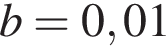 b = 0, 01